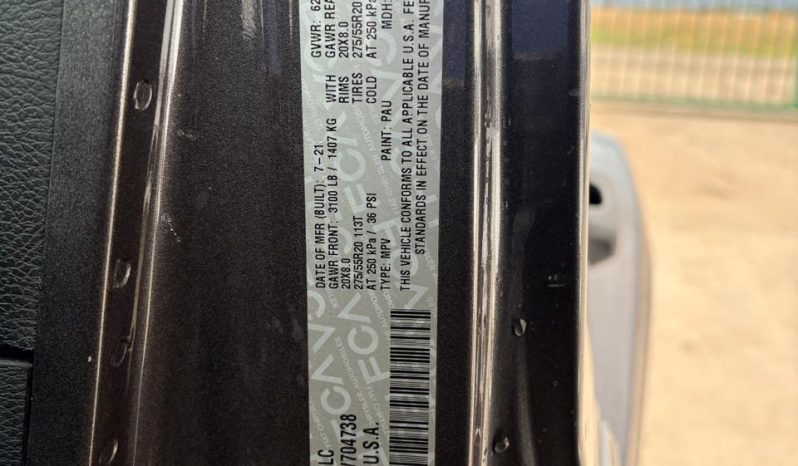 LC
704738
U.S.A.
DATE OF MFR (BUILT): 7-21 GVWR: 62
GAWR FRONT: 3100 LB / 1407 KG WITH GAWR REA
20X8.0 RIMS 20X8.0
275/55R20 113T TIRES 275/55R20
AT 250 kPa / 36 PSI COLD AT 250 kPa
TYPE: MPV PAINT: PAU MDH:
THIS VEHICLE CONFORMS TO ALL APPLICABLE U.S.A. FE
STANDARDS IN EFFECT ON THE DATE OF MANUF